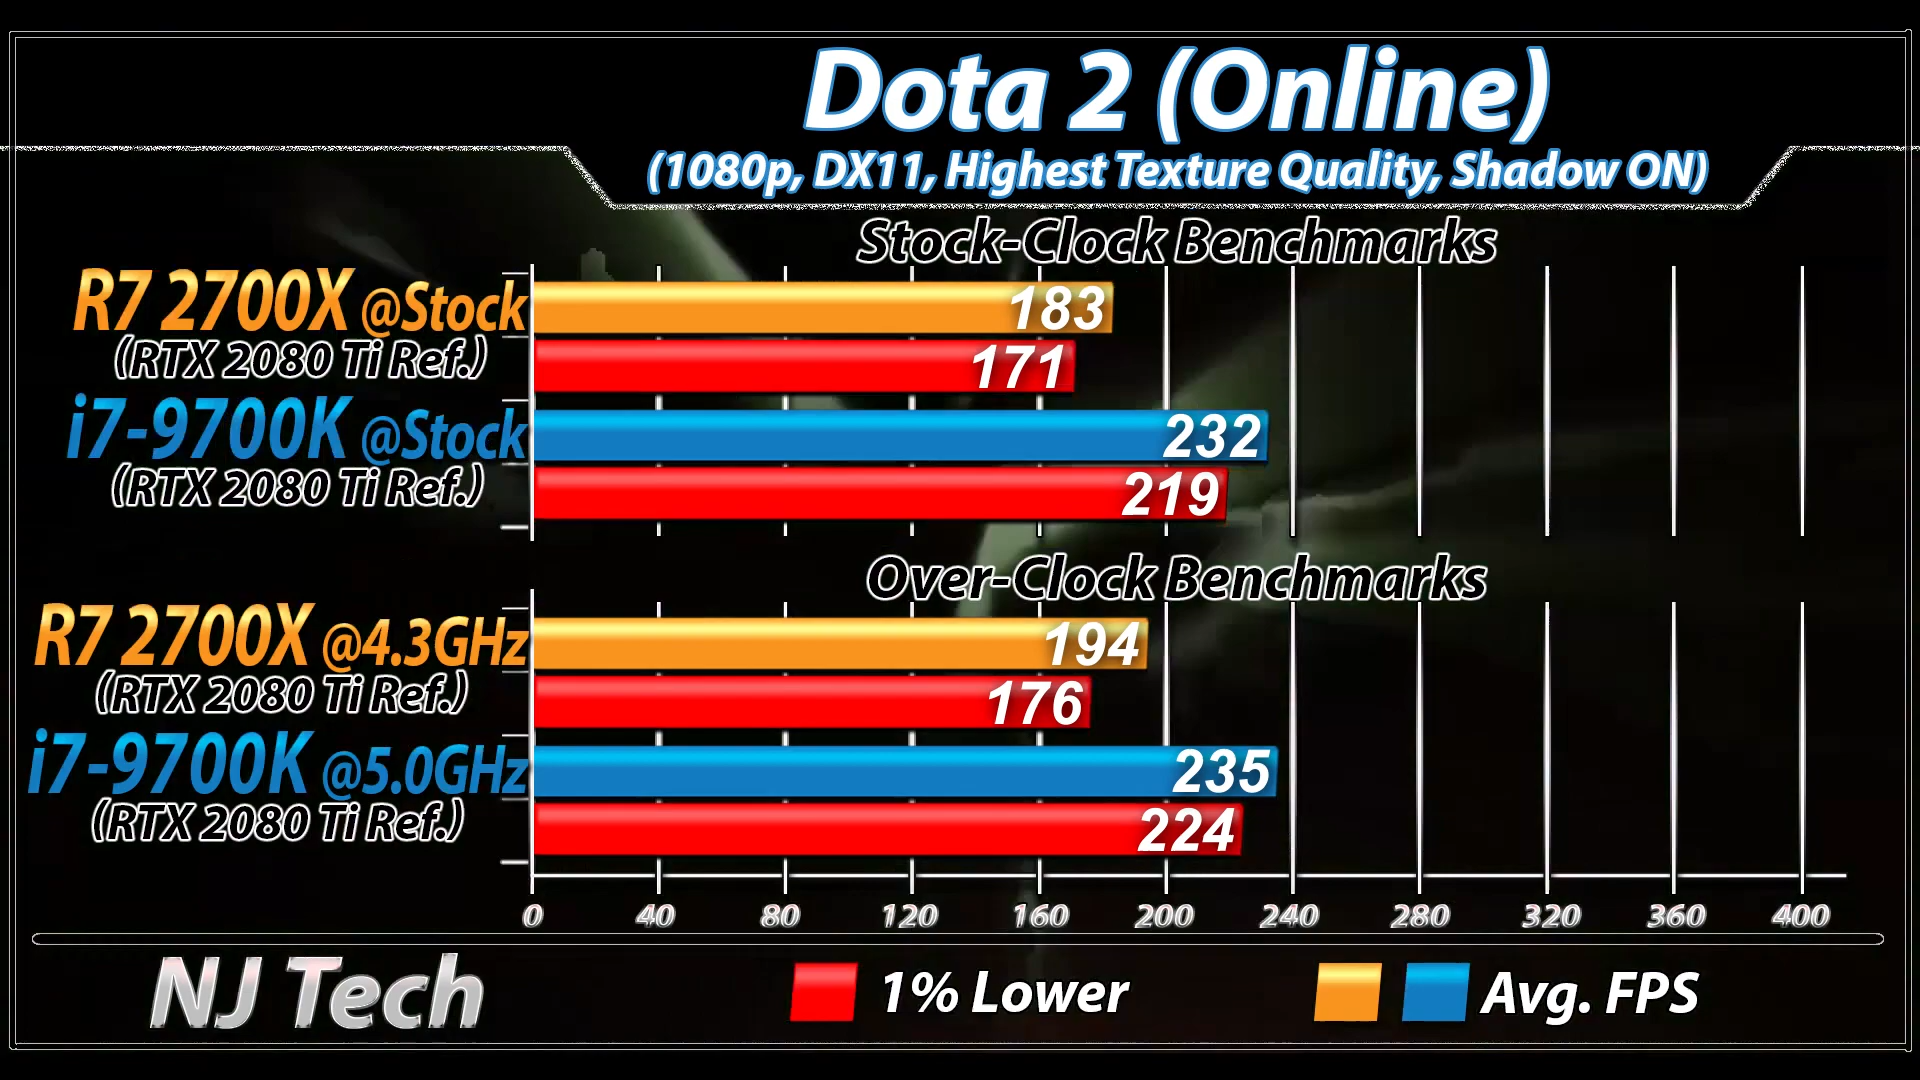 Dota 2 (Online)
(1080p, DX11, Highest Texture Quality, Shadow ON)
Stock-Clock Benchmarks
R7 2700X @Stock
(RTX 2080 Ti Ref.)
183
171
i7-9700K @Stock
(RTX 2080 Ti Ref.)
232
219
Over-Clock Benchmarks
R7 2700X @4.3GHz
(RTX 2080 Ti Ref.)
194
176
i7-9700K @5.0GHz
(RTX 2080 Ti Ref.)
235
224
0 40 80 120 160 200 240 280 320 360 400
NJ Tech 1% Lower Avg. FPS